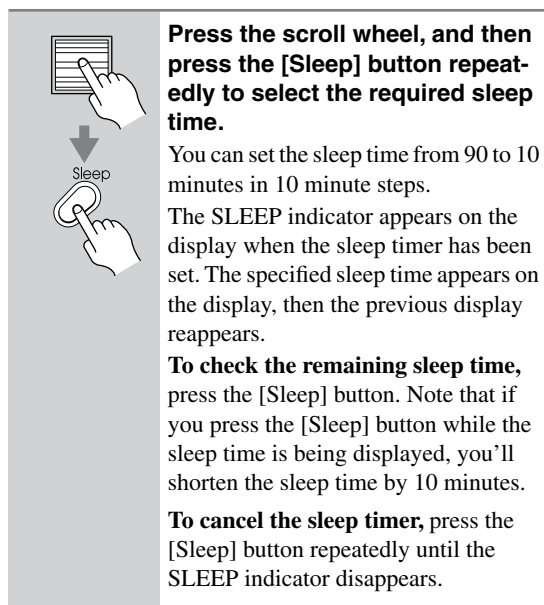 Sleep
Press the scroll wheel, and then
press the [Sleep] button repeat-
edly to select the required sleep
time.
You can set the sleep time from 90 to 10
minutes in 10 minute steps.
The SLEEP indicator appears on the
display when the sleep timer has been
set. The specified sleep time appears on
the display, then the previous display
reappears.
To check the remaining sleep time,
press the [Sleep] button. Note that if
you press the [Sleep] button while the
sleep time is being displayed, you’ll
shorten the sleep time by 10 minutes.
To cancel the sleep timer, press the
[Sleep] button repeatedly until the
SLEEP indicator disappears.